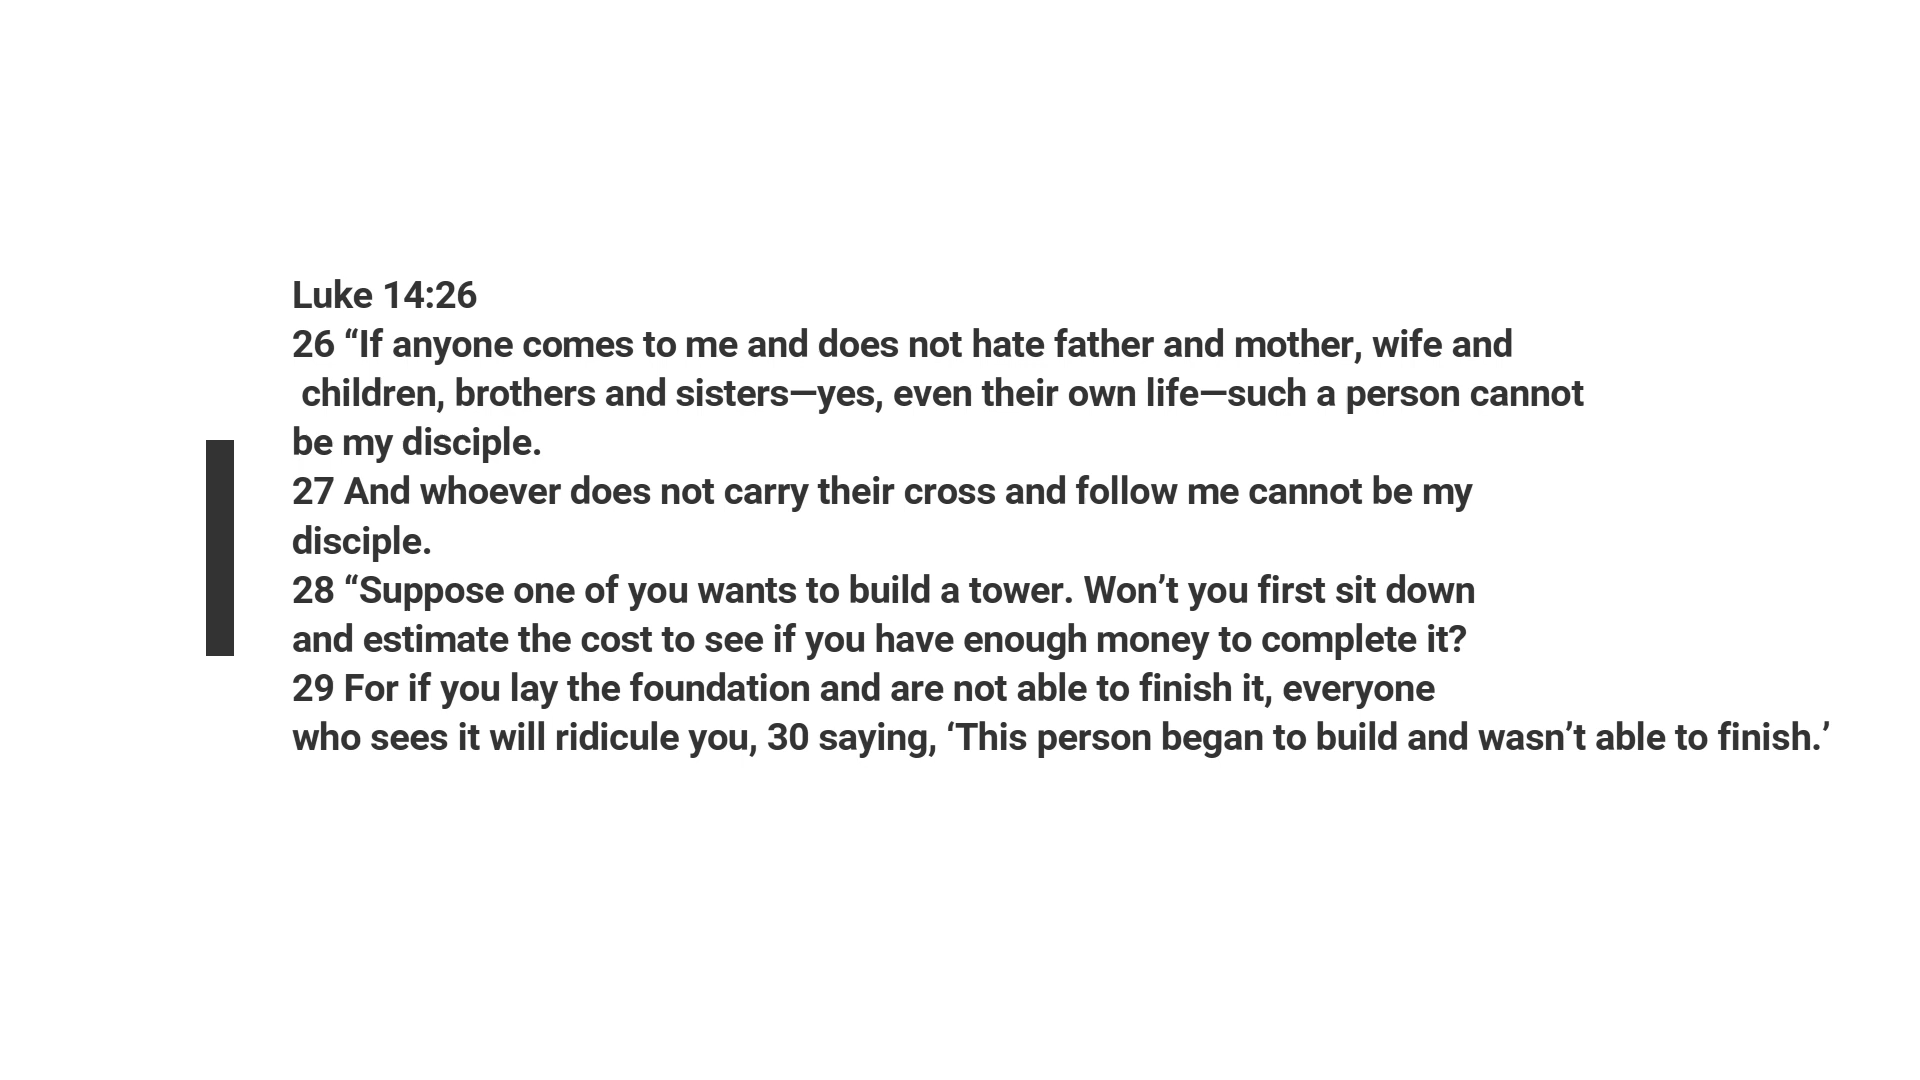 Luke 14:26
26 “If anyone comes to me and does not hate father and mother, wife and
children, brothers and sisters—yes, even their own life—such a person cannot
be my disciple.
27 And whoever does not carry their cross and follow me cannot be my
disciple.
28 “Suppose one of you wants to build a tower. Won’t you first sit down
and estimate the cost to see if you have enough money to complete it?
29 For if you lay the foundation and are not able to finish it, everyone
who sees it will ridicule you, 30 saying, ‘This person began to build and wasn’t able to finish.’